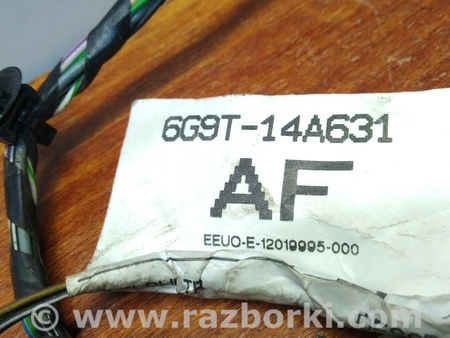 6G9T-14A631
AF
EEUO-E-12019995-000
© - www.razborki.com